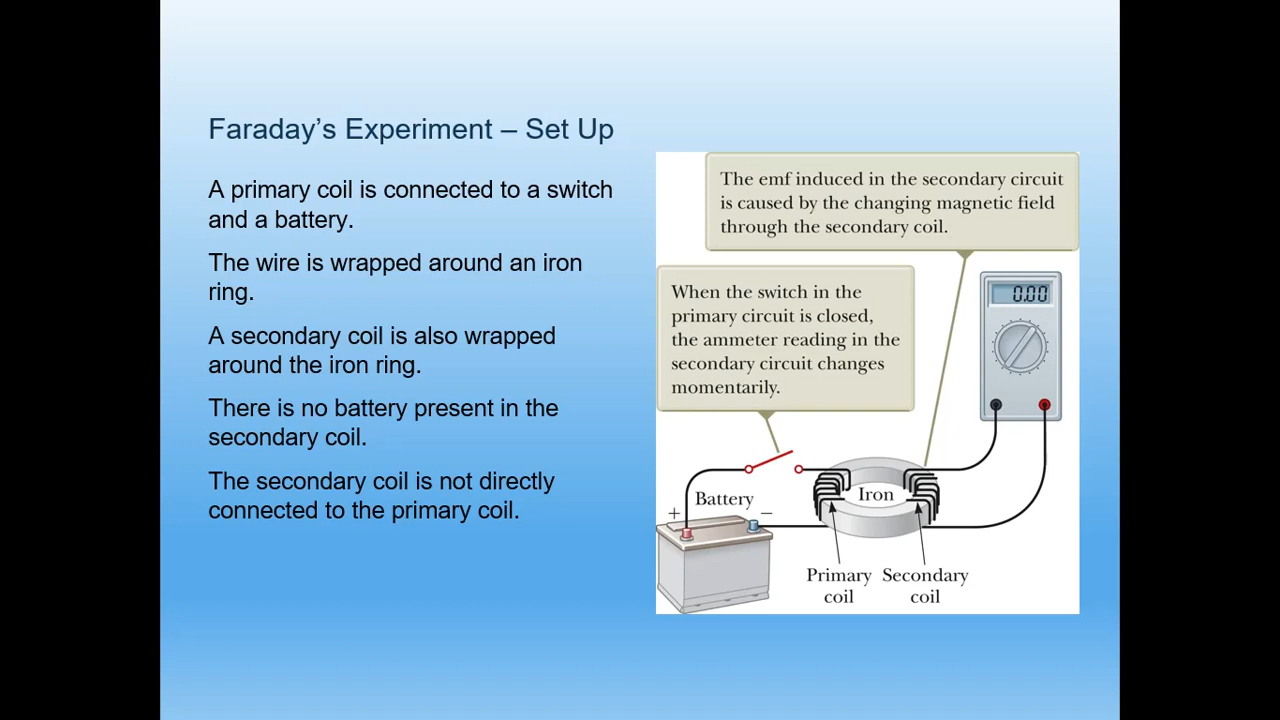 Faraday’s Experiment – Set Up
A primary coil is connected to a switch
and a battery.
The wire is wrapped around an iron
ring.
A secondary coil is also wrapped
around the iron ring.
There is no battery present in the
secondary coil.
The secondary coil is not directly
connected to the primary coil.
The emf induced in the secondary circuit
is caused by the changing magnetic field
through the secondary coil.
When the switch in the
primary circuit is closed,
the ammeter reading in the
secondary circuit changes
momentarily.
0.00
Battery
+
–
Iron
Primary
coil
Secondary
coil